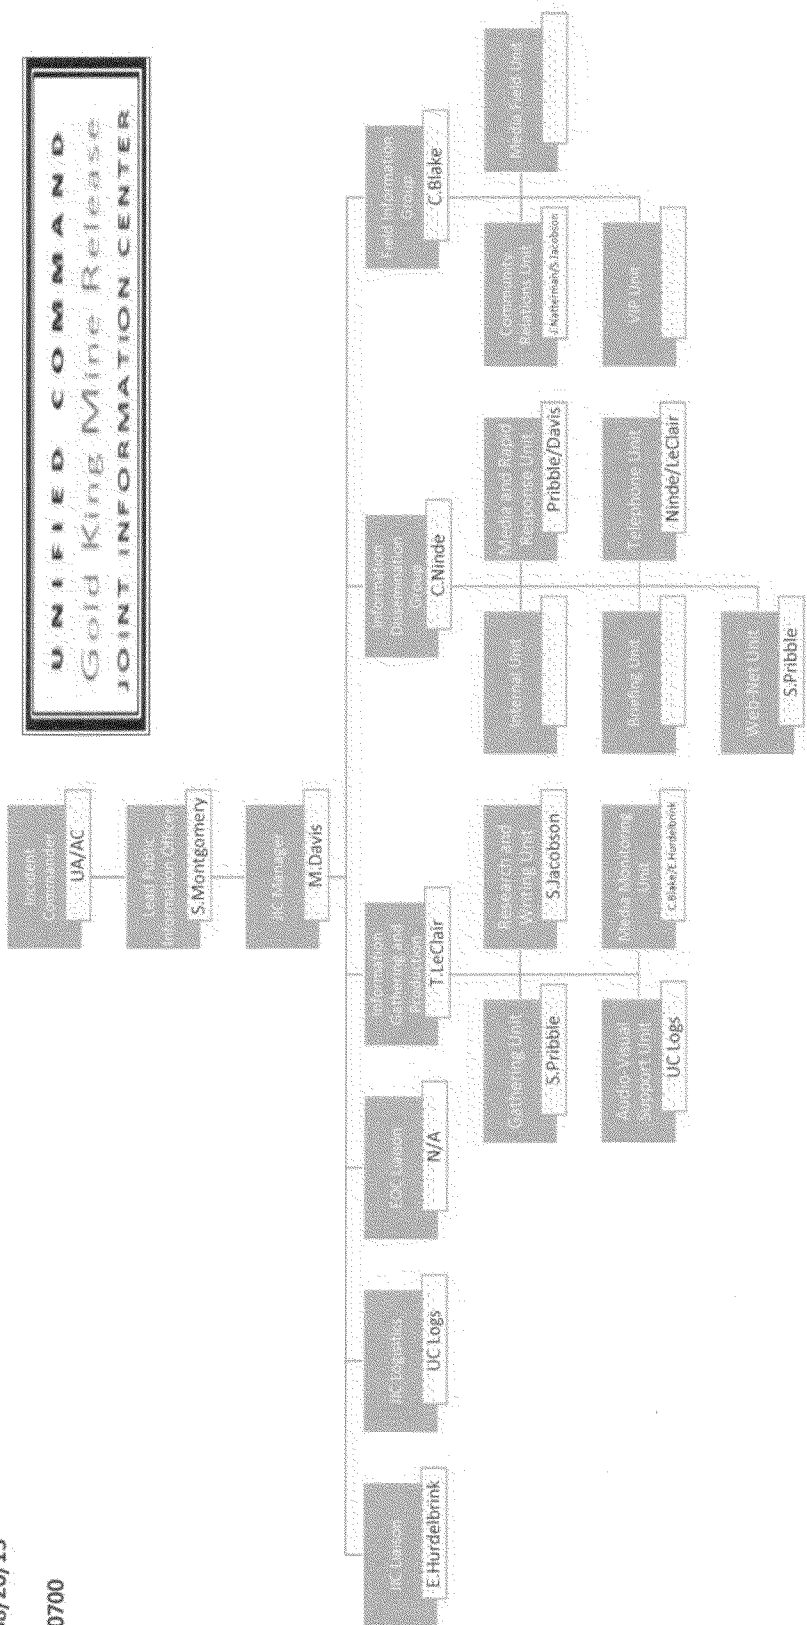 UNIFIED COMMAND
Gold King Mine Release
JOINT INFORMATION CENTER
0700
Incident
Commander
UA/AC
Lead Public
Information Officer
S.Montgomery
JIC Manager
M.Davis
JIC Liaison
E.Hurdelbrink
JIC Logistics
UC Logs
EOC Liaison
N/A
Information
Gathering and
Production
T.LeClair
Gathering Unit
S.Pribble
Research and
Writing Unit
S.Jacobson
Audio-Visual
Support Unit
UC Logs
Media Monitoring
Unit
C.Blake/E.Hurdelbrink
Information
Dissemination
Group
C.Ninde
Internal Unit
Media and Rapid
Response Unit
Pribble/Davis
Briefing Unit
Telephone Unit
Ninde/LeClair
Web-Net Unit
S.Pribble
Field Information
Group
C.Blake
Community
Relations Unit
J.Natterman/S.Jacobson
Media Field Unit
VIP Unit